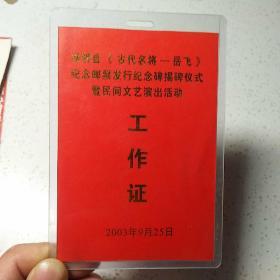 县《古代名将—岳飞》
纪念邮票发行纪念碑揭碑仪式
暨民间文艺演出活动
工
作
证
2003年9月25日